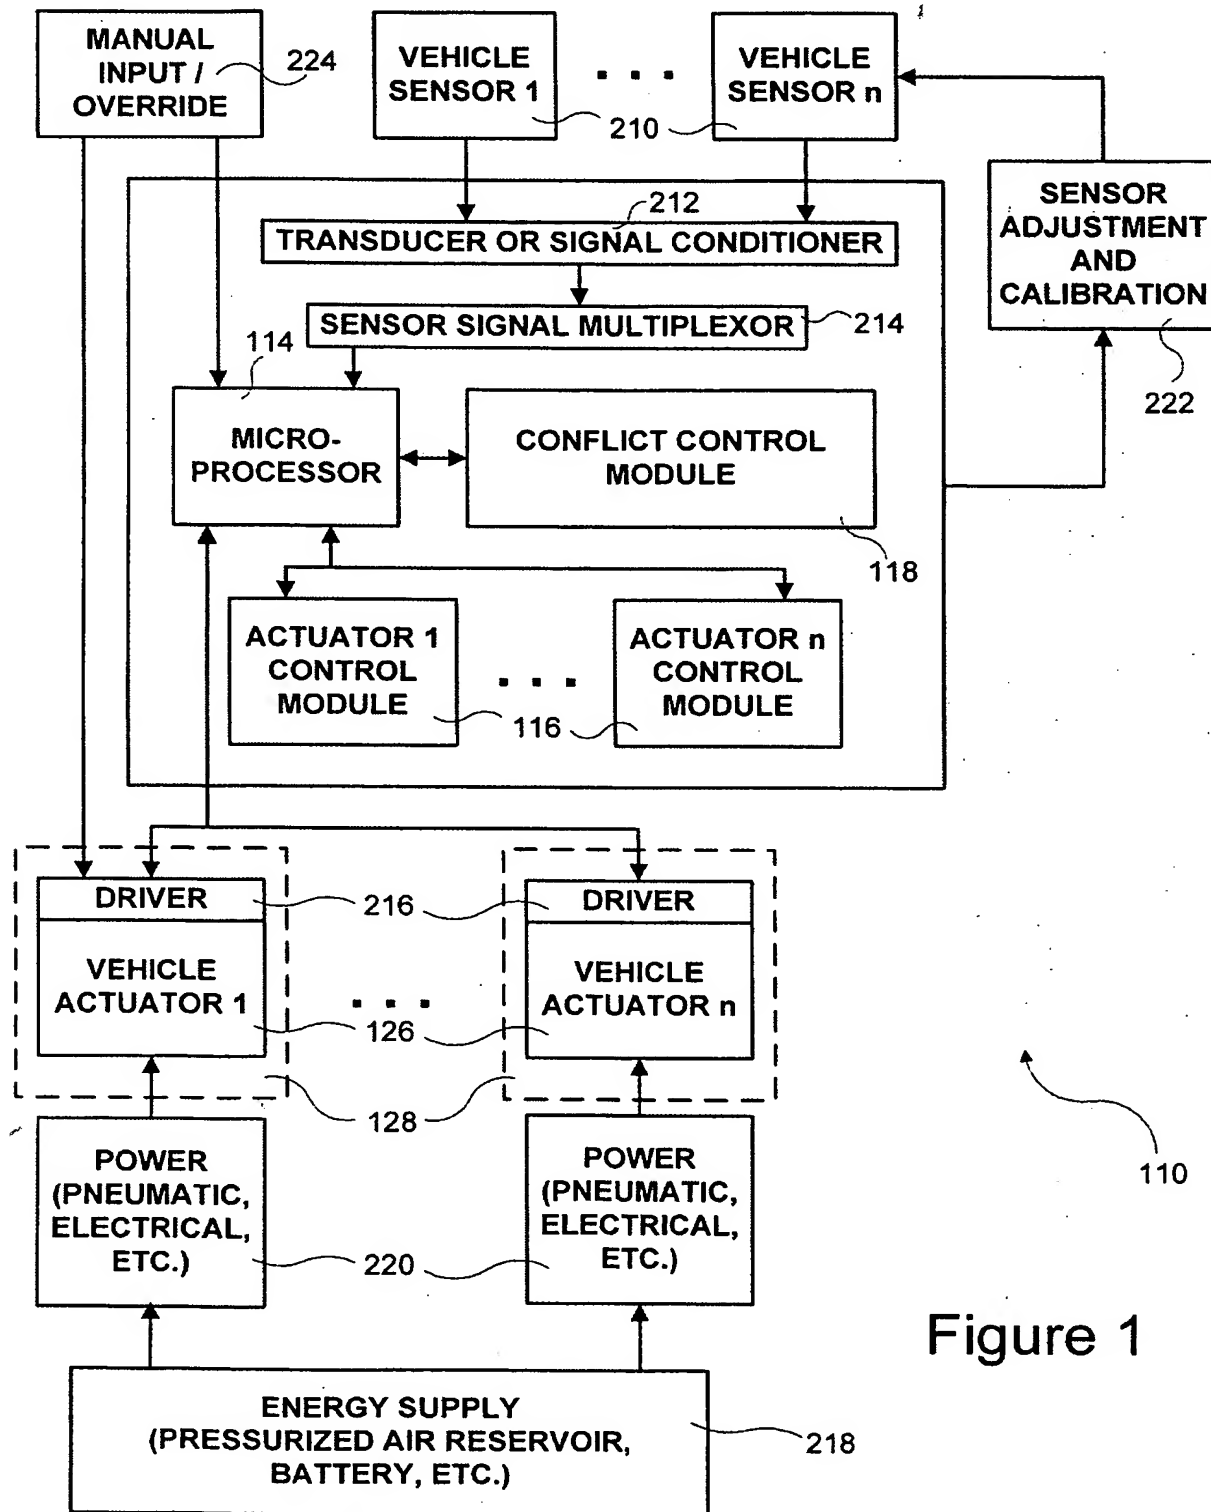 MANUAL
INPUT /
OVERRIDE
224
VEHICLE
SENSOR 1
. . .
VEHICLE
SENSOR n
210
SENSOR
ADJUSTMENT
AND
CALIBRATION
222
212
TRANSDUCER OR SIGNAL CONDITIONER
SENSOR SIGNAL MULTIPLEXOR
214
114
MICRO-
PROCESSOR
CONFLICT CONTROL
MODULE
118
ACTUATOR 1
CONTROL
MODULE
. . .
ACTUATOR n
CONTROL
MODULE
116
DRIVER
216
DRIVER
VEHICLE
ACTUATOR 1
. . .
VEHICLE
ACTUATOR n
126
128
POWER
(PNEUMATIC,
ELECTRICAL,
ETC.)
220
POWER
(PNEUMATIC,
ELECTRICAL,
ETC.)
110
ENERGY SUPPLY
(PRESSURIZED AIR RESERVOIR,
BATTERY, ETC.)
218
Figure 1